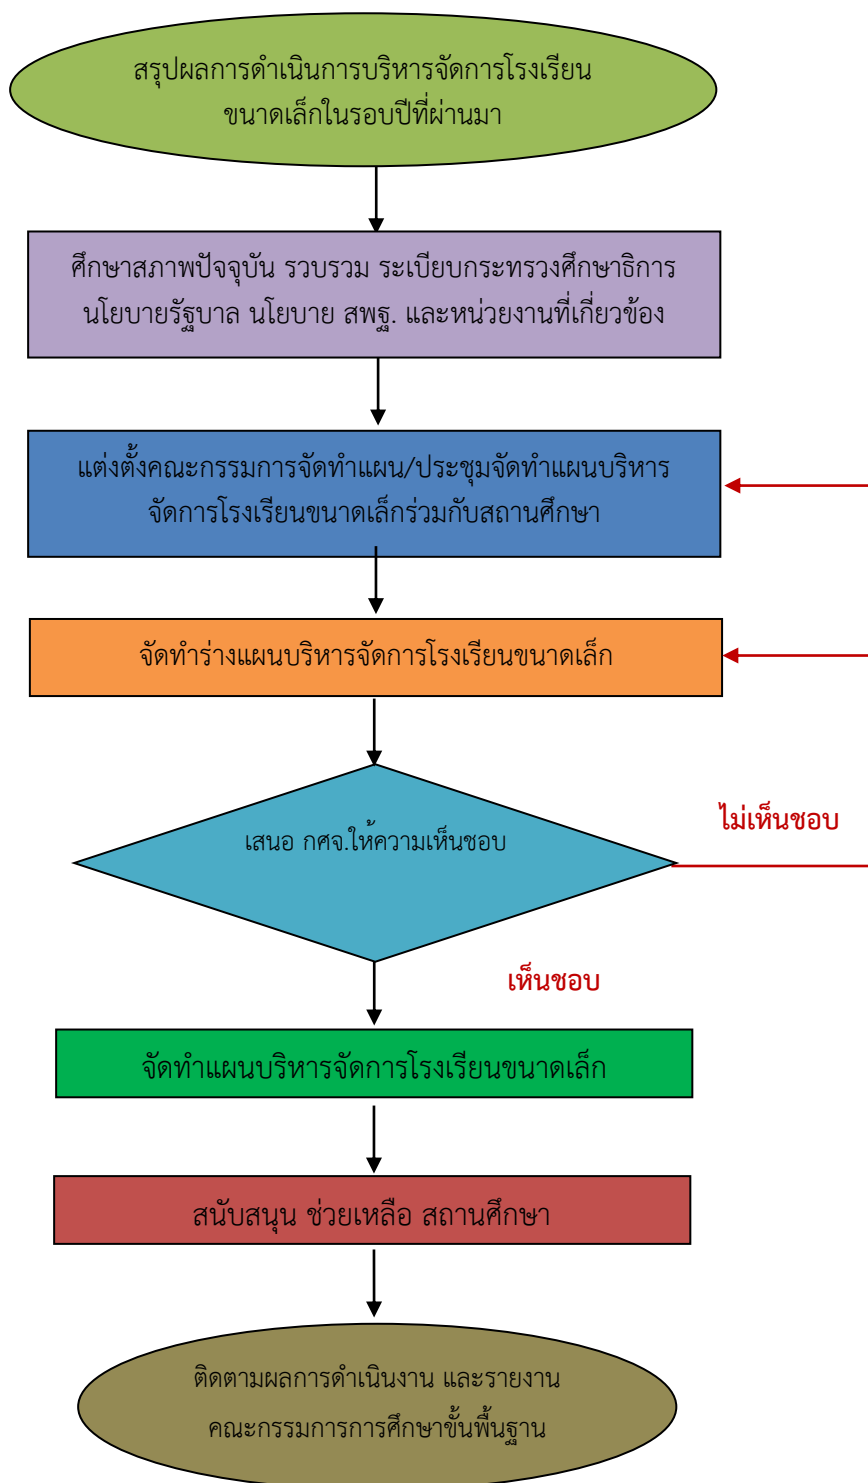 สรุปผลการดำเนินการบริหารจัดการโรงเรียน
ขนาดเล็กในรอบปีที่ผ่านมา
ศึกษาสภาพปัจจุบัน รวบรวม ระเบียบกระทรวงศึกษาธิการ
นโยบายรัฐบาล นโยบาย สพฐ. และหน่วยงานที่เกี่ยวข้อง
แต่งตั้งคณะกรรมการจัดทำแผน/ประชุมจัดทำแผนบริหาร
จัดการโรงเรียนขนาดเล็กร่วมกับสถานศึกษา
จัดทำร่างแผนบริหารจัดการโรงเรียนขนาดเล็ก
เสนอ กศจ.ให้ความเห็นชอบ
ไม่เห็นชอบ
เห็นชอบ
จัดทำแผนบริหารจัดการโรงเรียนขนาดเล็ก
สนับสนุน ช่วยเหลือ สถานศึกษา
ติดตามผลการดำเนินงาน และรายงาน
คณะกรรมการการศึกษาขั้นพื้นฐาน